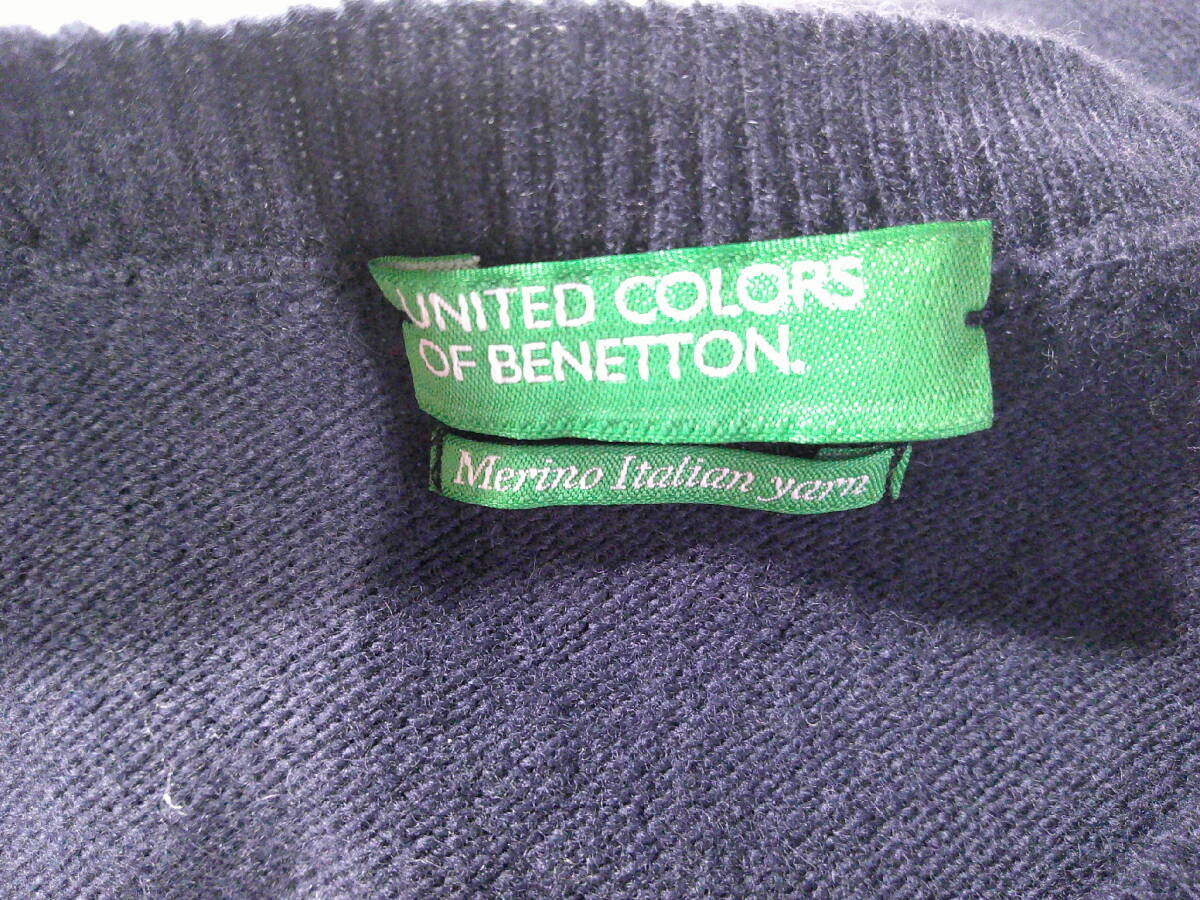 UNITED COLORS
OF BENETTON.
Merino Italian yarn